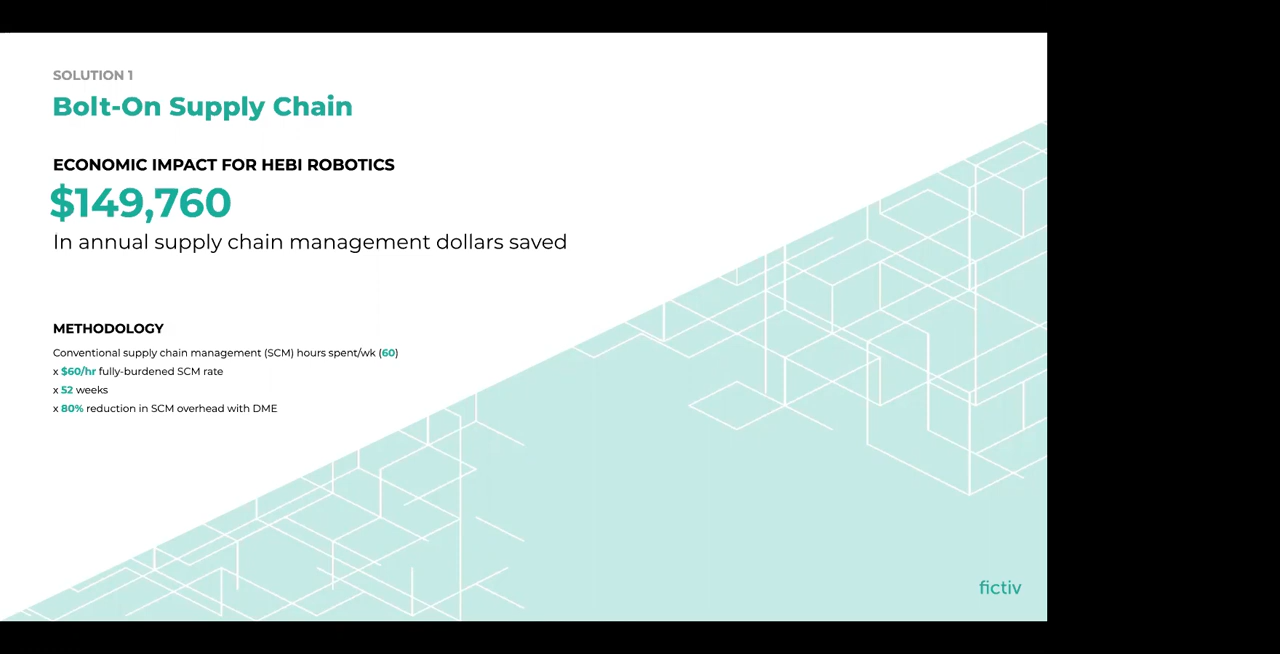 SOLUTION 1
Bolt-On Supply Chain
ECONOMIC IMPACT FOR HEBI ROBOTICS
$149,760
In annual supply chain management dollars saved
METHODOLOGY
Conventional supply chain management (SCM) hours spent/wk (60)
x $60/hr fully-burdened SCM rate
x 52 weeks
x 80% reduction in SCM overhead with DME
fictiv